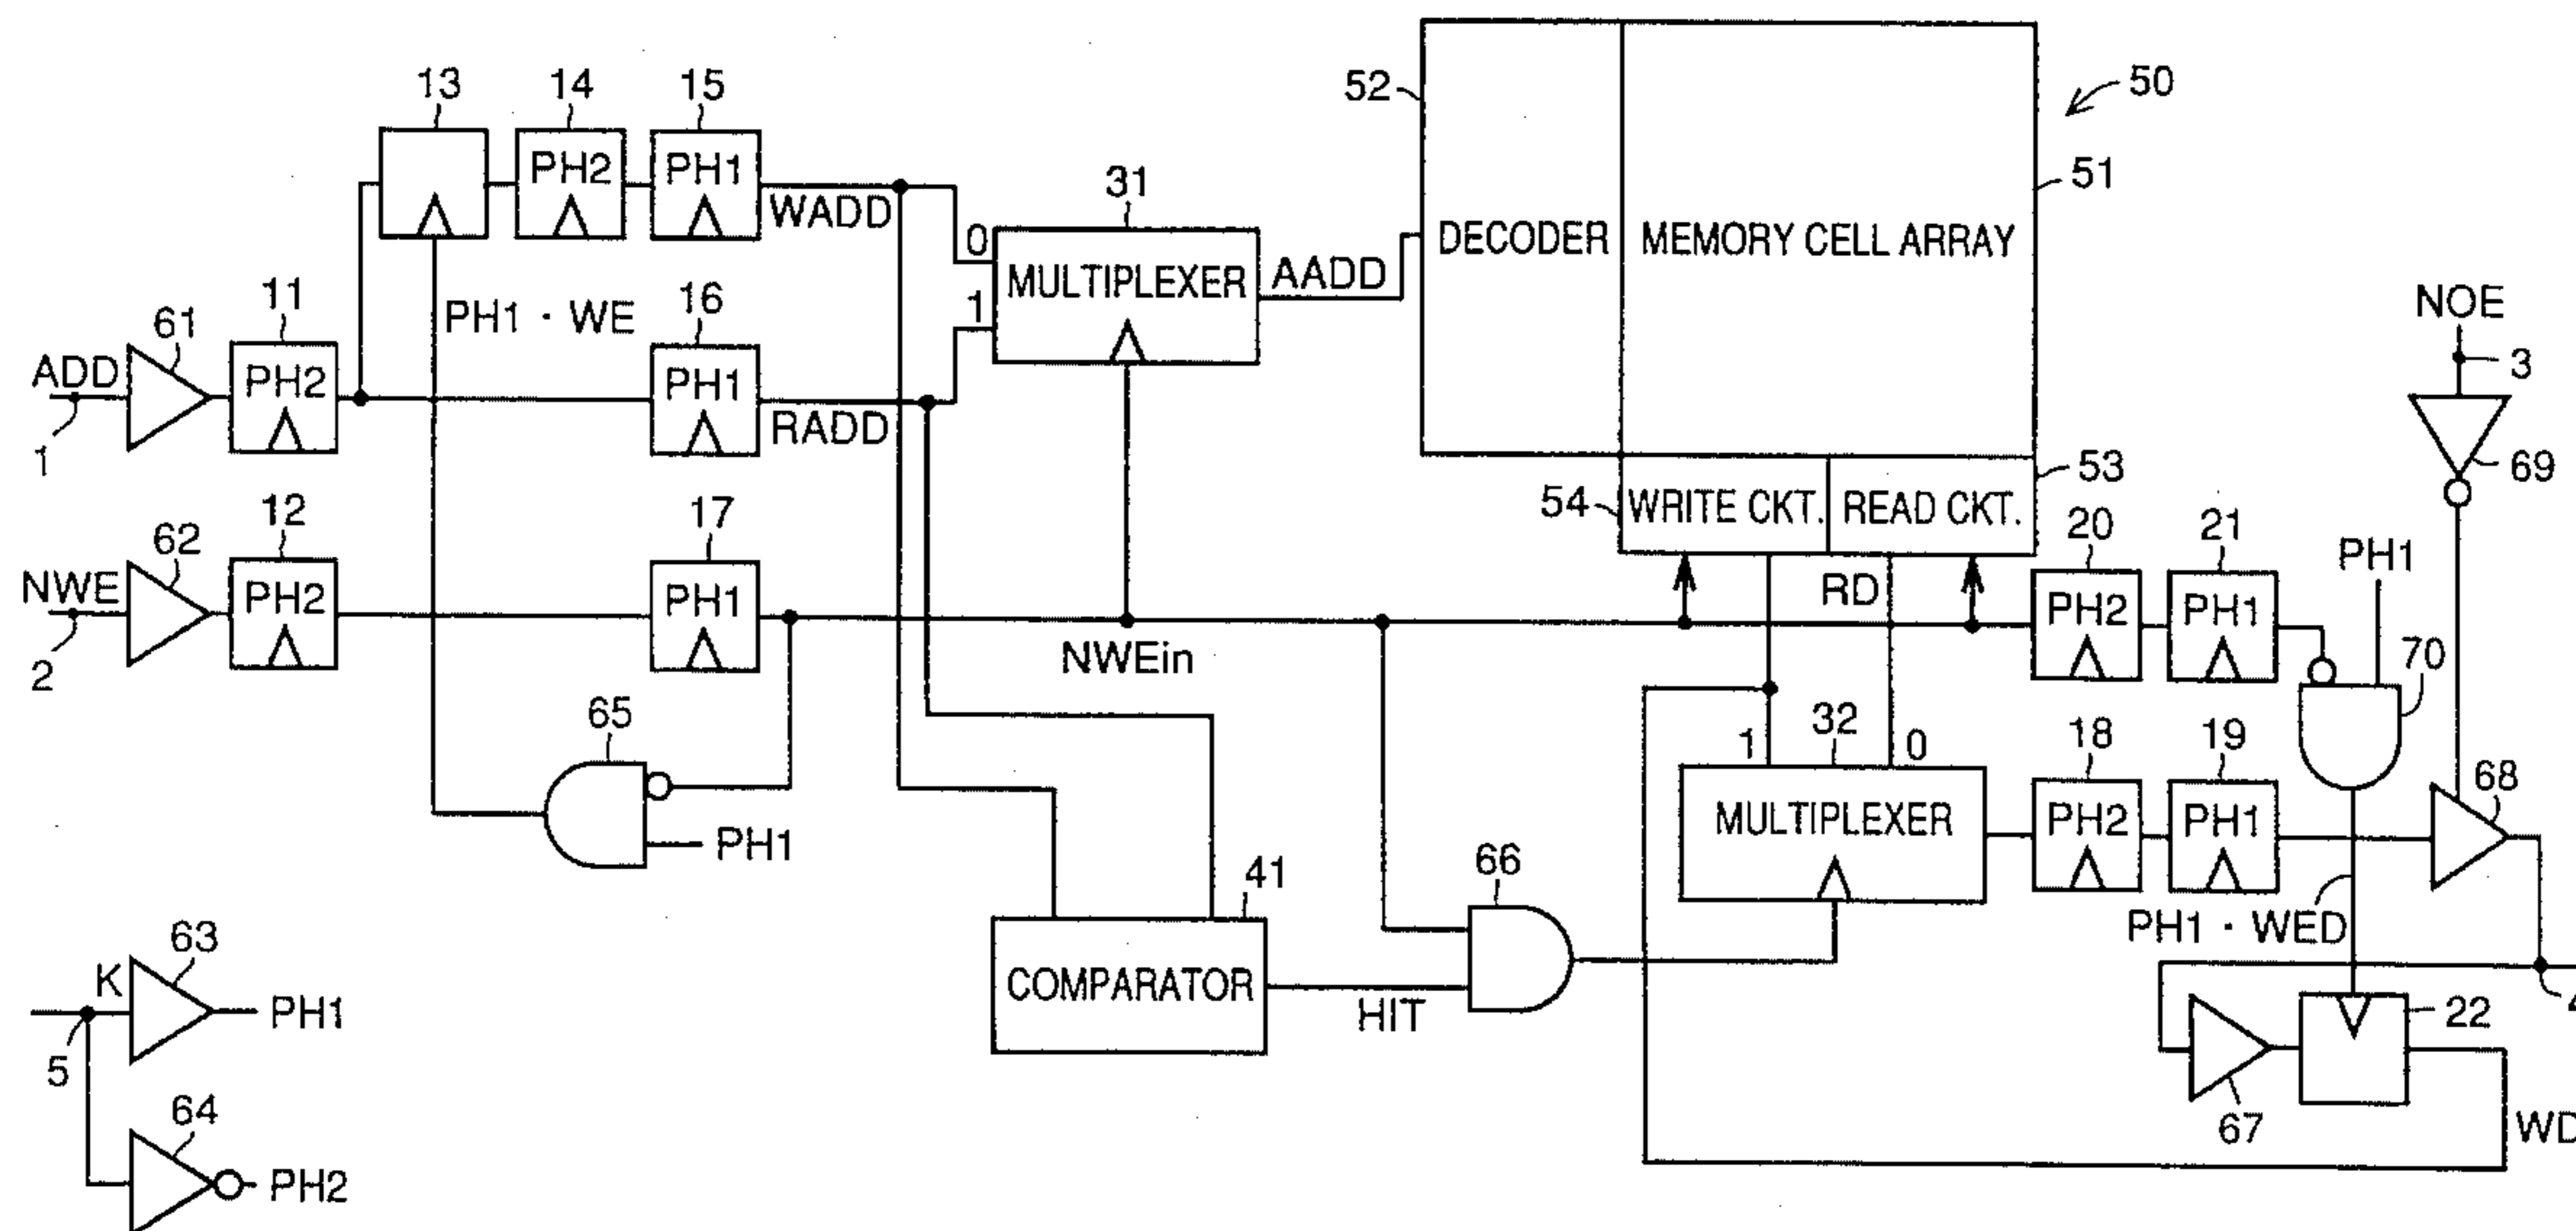 13
14
15
PH2
PH1
WADD
31
0
1
MULTIPLEXER
AADD
52
DECODER
MEMORY CELL ARRAY
50
51
NOE
3
69
ADD
1
61
11
PH2
PH1 · WE
16
PH1
RADD
54
WRITE CKT.
READ CKT.
53
NWE
2
62
12
PH2
17
PH1
NWEin
RD
20
PH2
21
PH1
PH1
70
65
PH1
1
32
0
MULTIPLEXER
18
PH2
19
PH1
68
PH1 · WED
41
COMPARATOR
HIT
66
K
5
63
PH1
64
PH2
67
22